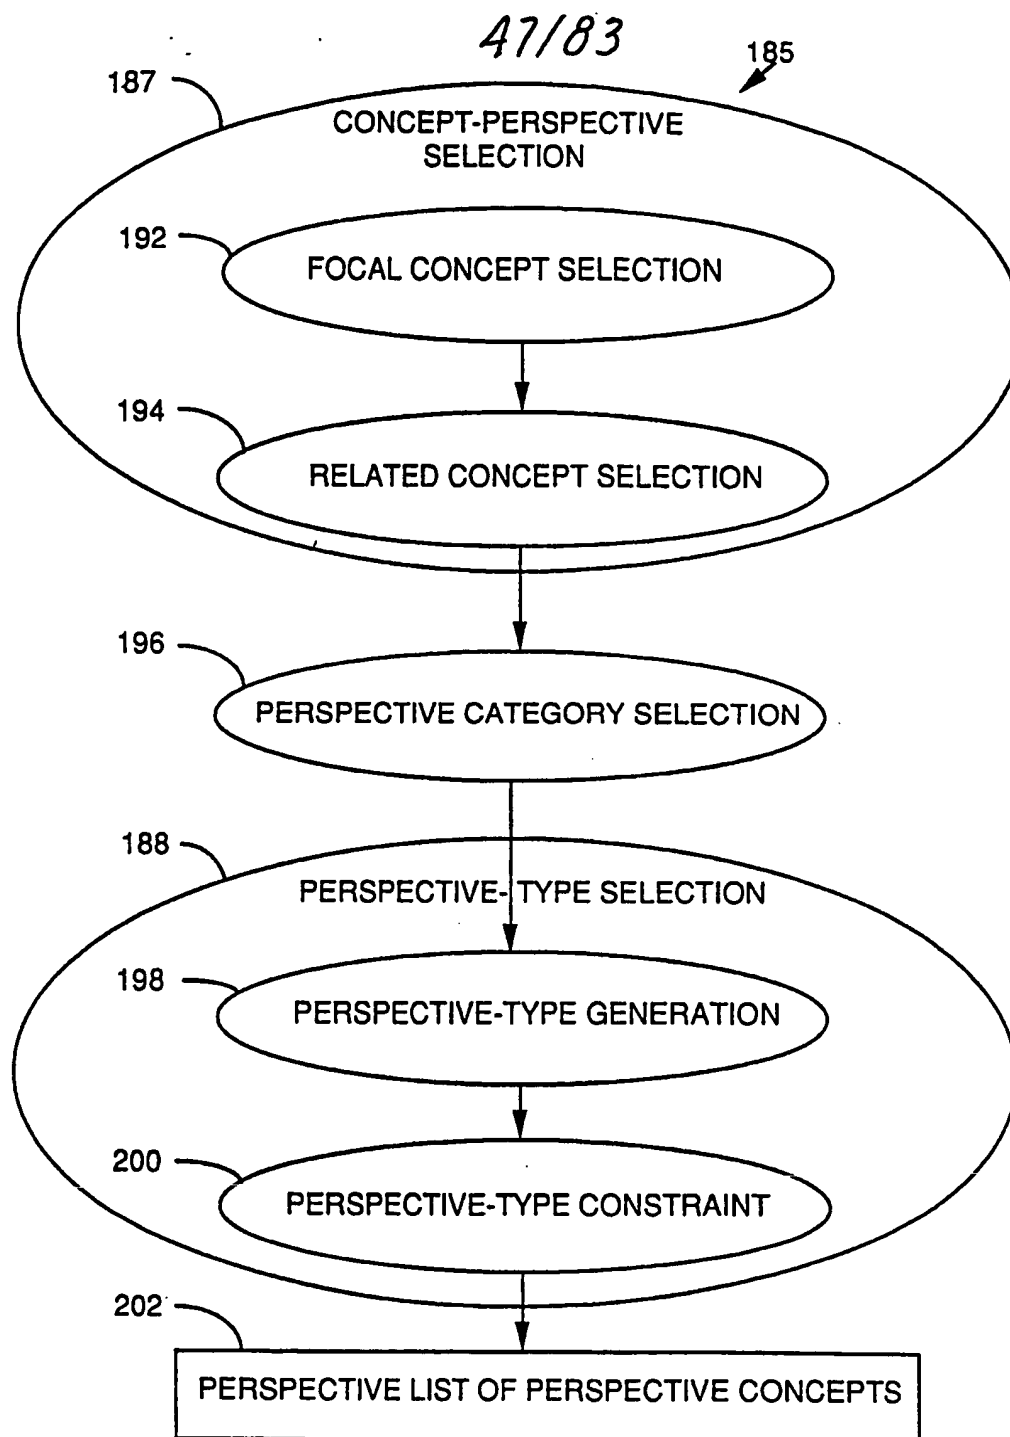 47/83
185
187
CONCEPT-PERSPECTIVE
SELECTION
192
FOCAL CONCEPT SELECTION
194
RELATED CONCEPT SELECTION
196
PERSPECTIVE CATEGORY SELECTION
188
PERSPECTIVE-TYPE SELECTION
198
PERSPECTIVE-TYPE GENERATION
200
PERSPECTIVE-TYPE CONSTRAINT
202
PERSPECTIVE LIST OF PERSPECTIVE CONCEPTS